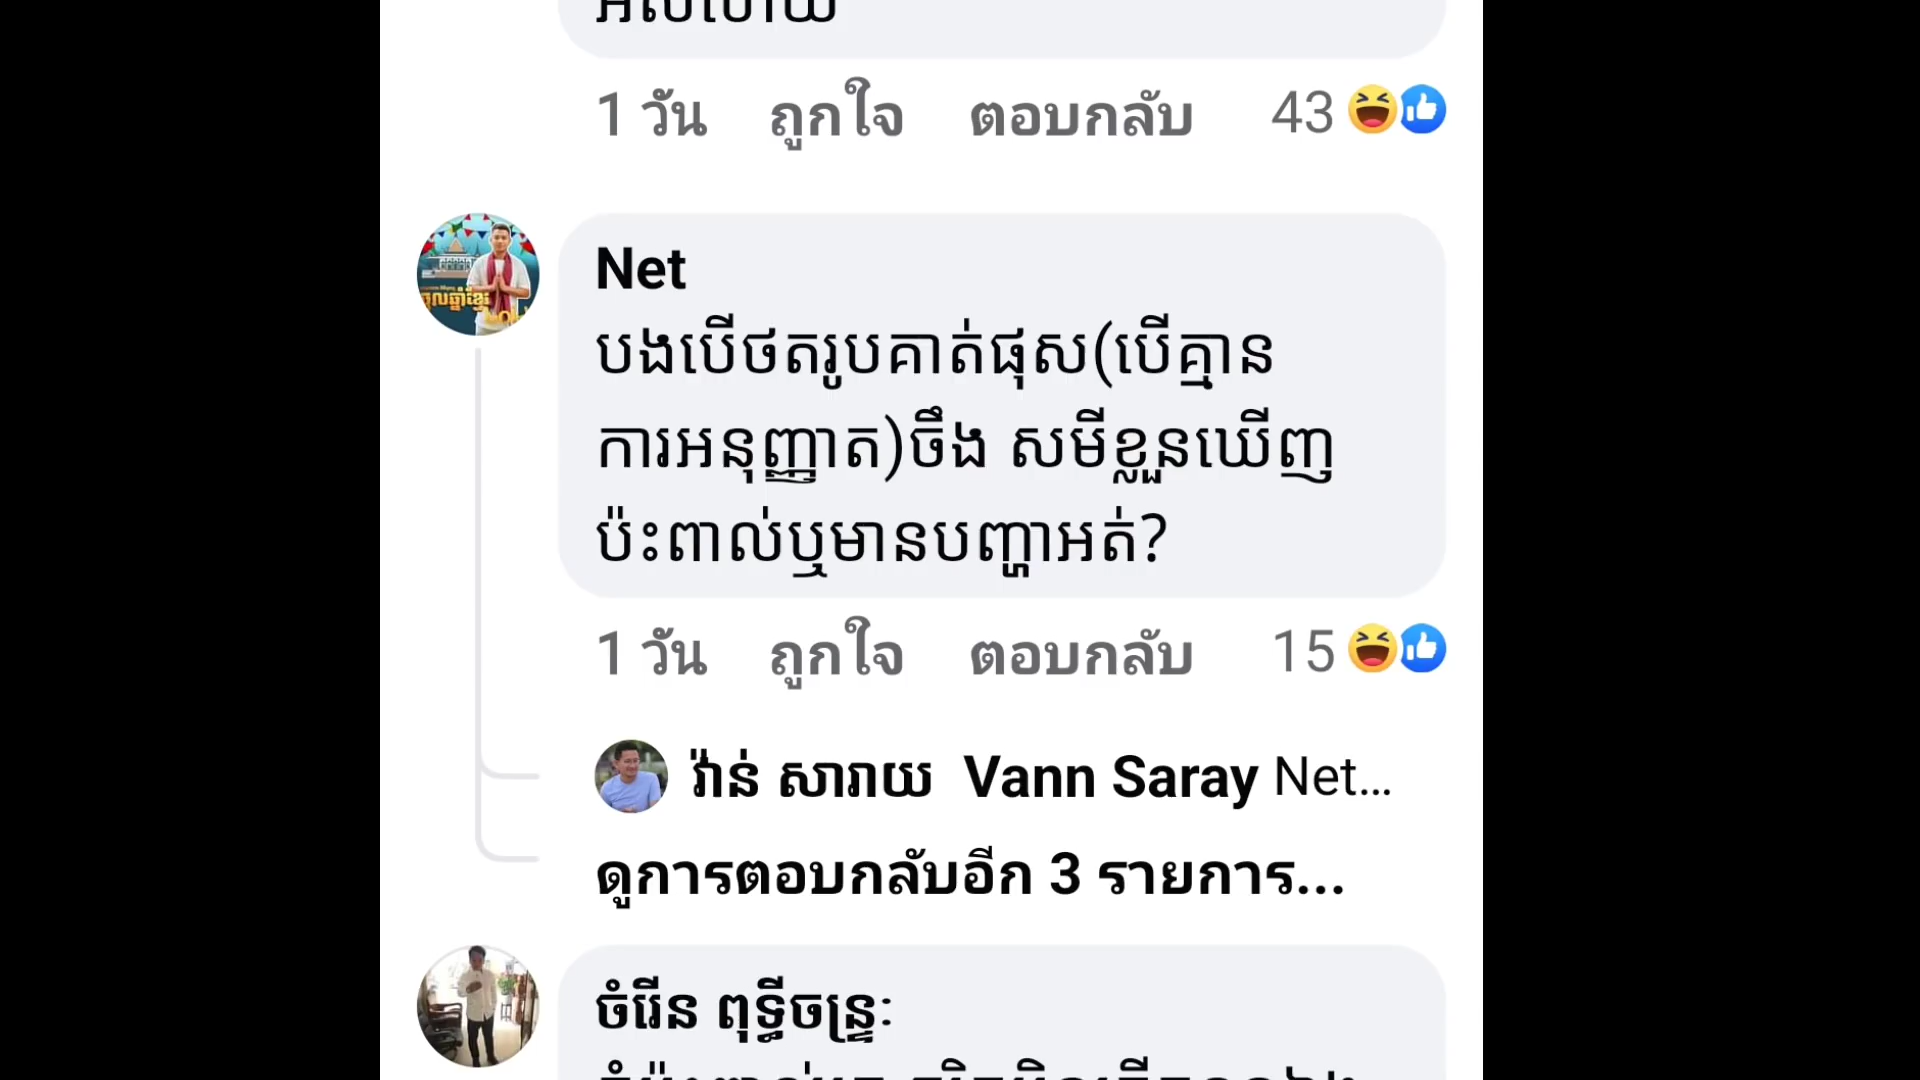 1 วัน ถูกใจ ตอบกลับ 43
Net
បងបើថតរូបគាត់ផុស(បើគ្មាន
ការអនុញ្ញាត)ចឹង សមីខ្លួនឃើញ
ប៉ះពាល់ឬមានបញ្ហាអត់?
1 วัน ถูกใจ ตอบกลับ 15
វ៉ាន់ សារាយ Vann Saray Net...
ดูการตอบกลับอีก 3 รายการ...
ចំរើន ពុទ្ធីចន្ទ្រៈ